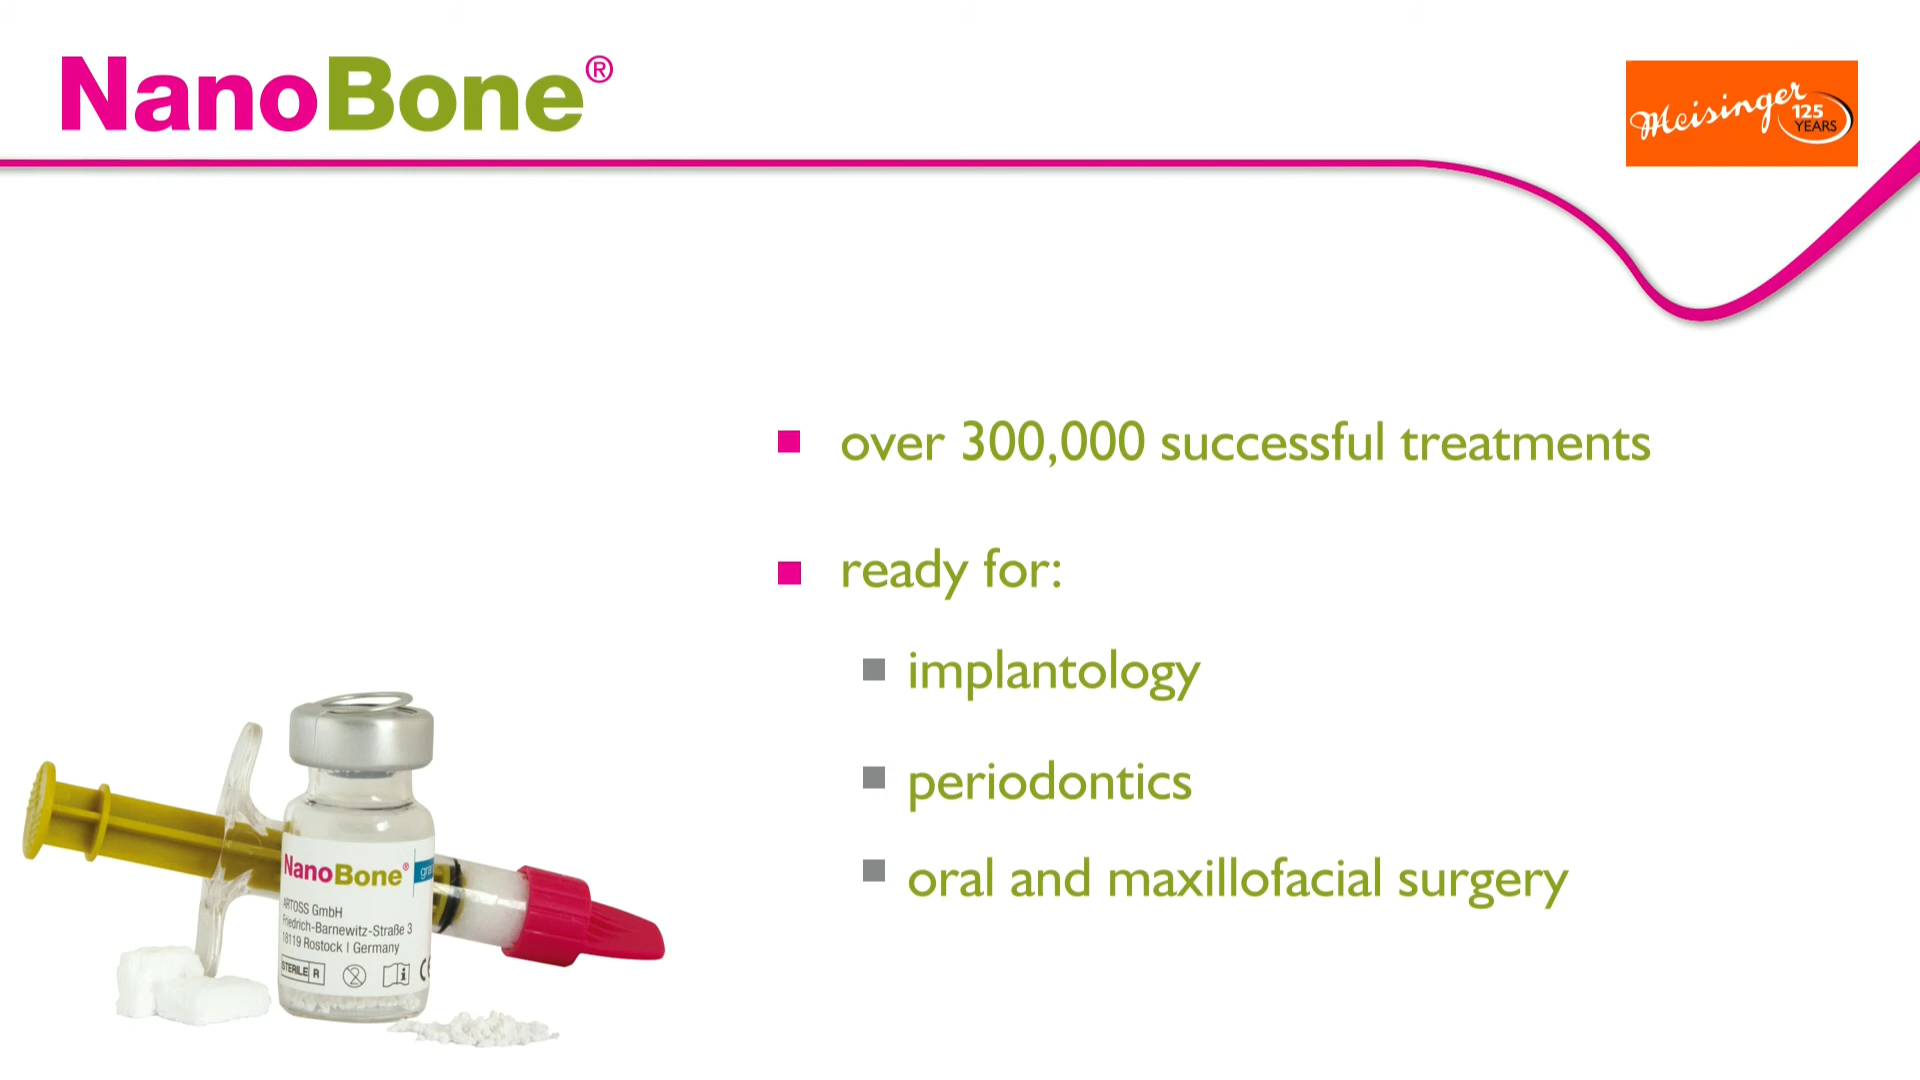 NanoBone®
Meisinger
125
YEARS
over 300,000 successful treatments
ready for:
implantology
periodontics
oral and maxillofacial surgery
NanoBone®
ARTOSS GmbH
Friedrich-Barnewitz-Straße 3
18119 Rostock | Germany
STERILE R